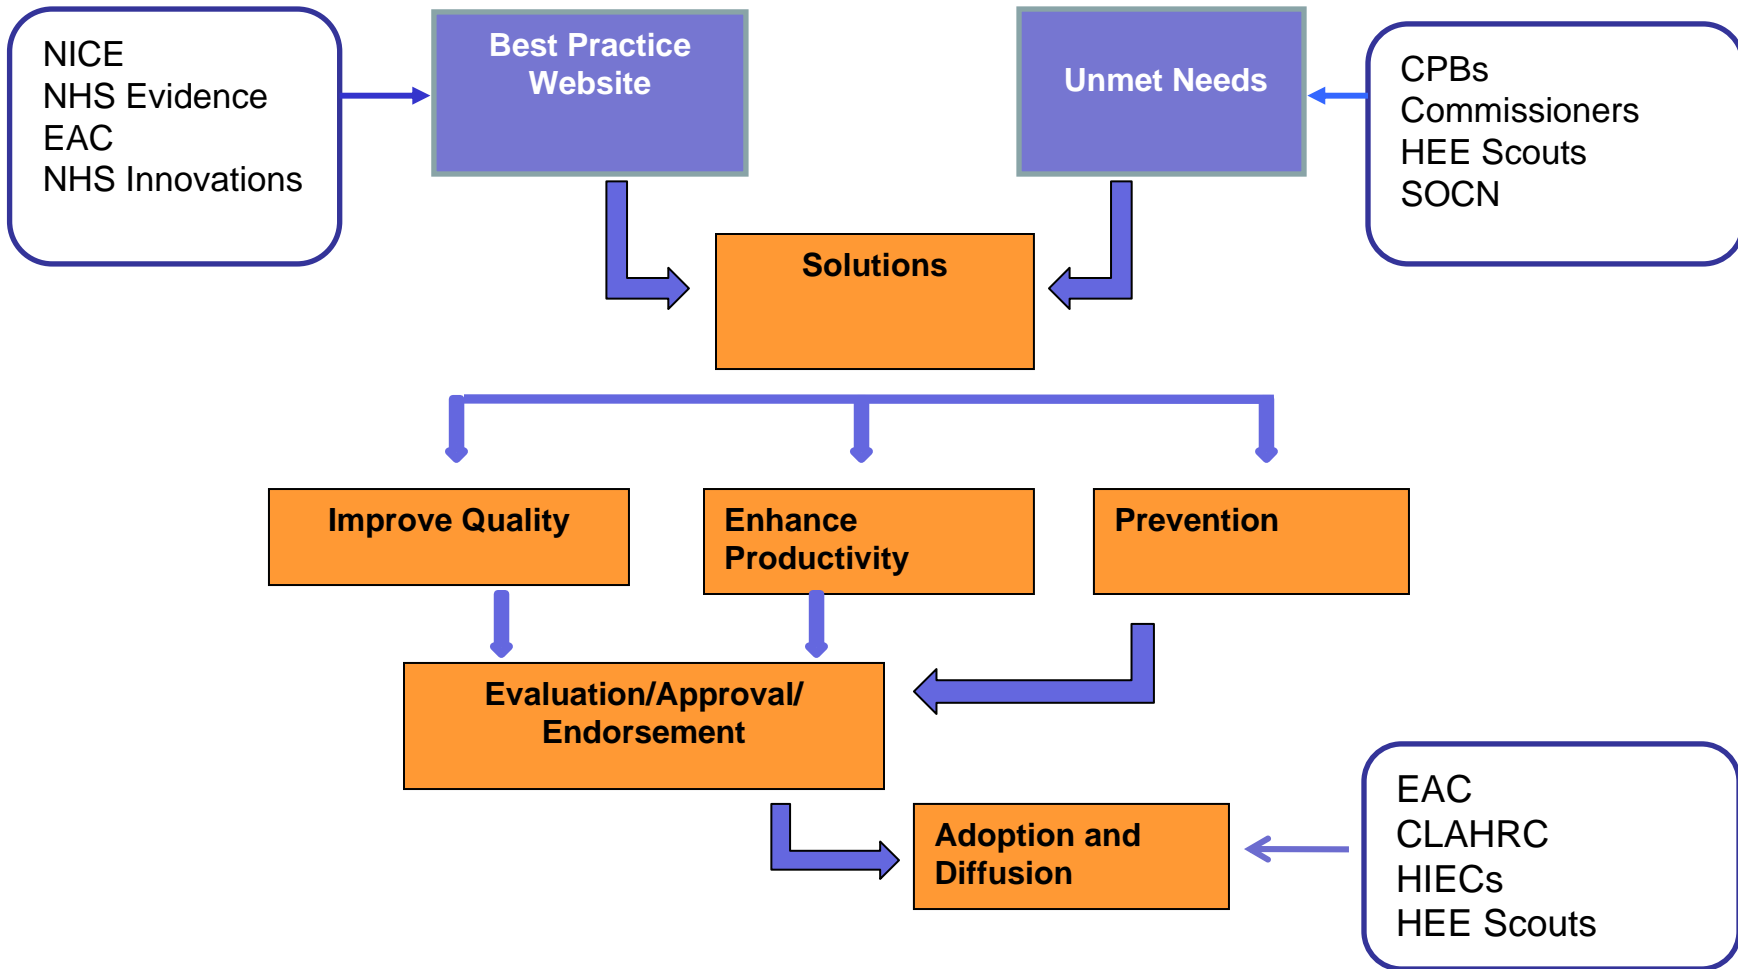 NICE
NHS Evidence
EAC
NHS Innovations
Best Practice
Website
Unmet Needs
CPBs
Commissioners
HEE Scouts
SOCN
Solutions
Improve Quality
Enhance
Productivity
Prevention
Evaluation/Approval/
Endorsement
Adoption and
Diffusion
EAC
CLAHRC
HIECs
HEE Scouts